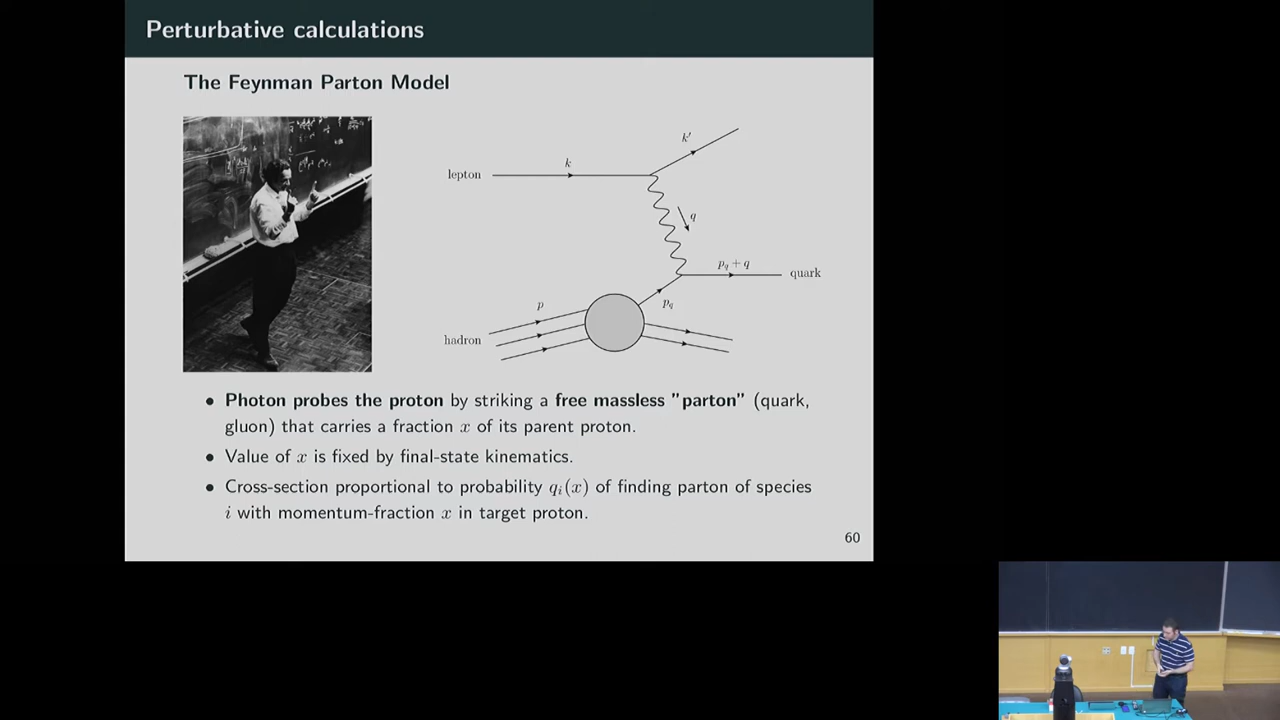 Perturbative calculations
The Feynman Parton Model
k′
k
lepton
q
p_q + q
quark
p
p_q
hadron
• Photon probes the proton by striking a free massless ”parton” (quark,
gluon) that carries a fraction x of its parent proton.
• Value of x is fixed by final-state kinematics.
• Cross-section proportional to probability q_i(x) of finding parton of species
i with momentum-fraction x in target proton.
60